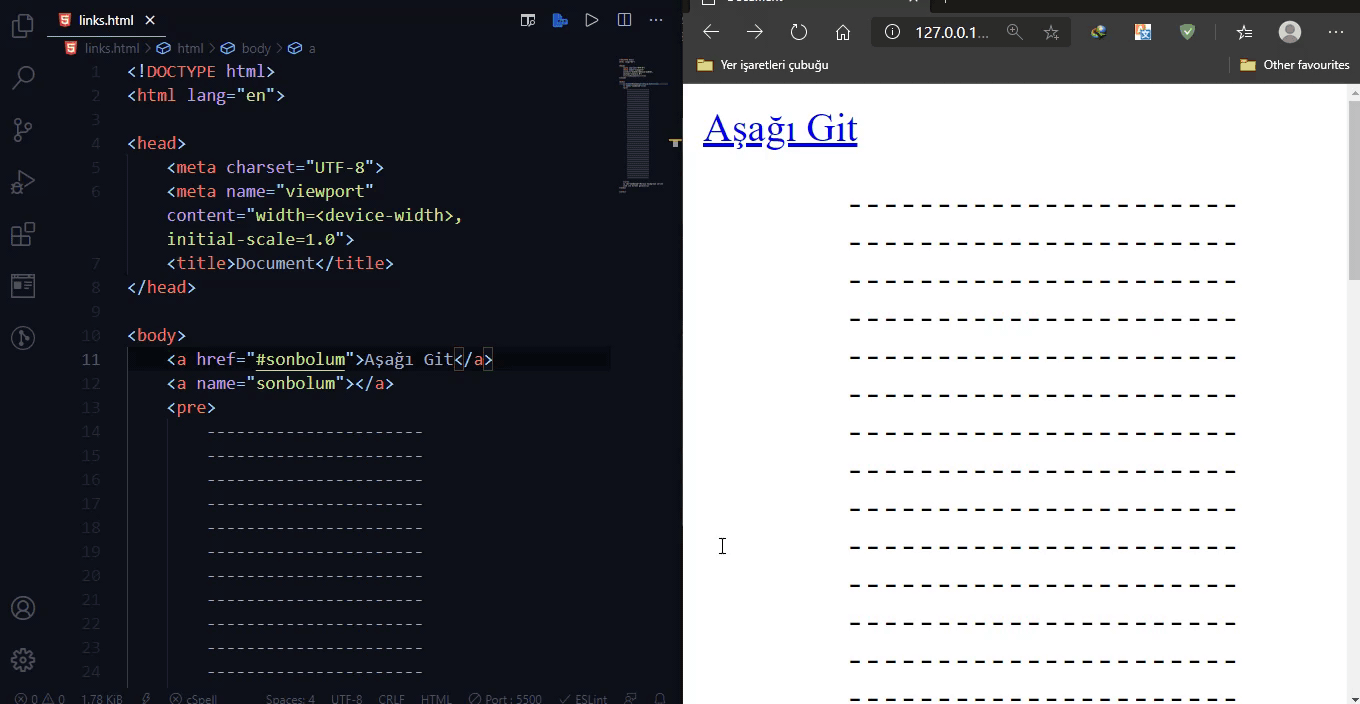 links.html
links.html > html > body > a
1 <!DOCTYPE html>
2 <html lang="en">
3
4 <head>
5 <meta charset="UTF-8">
6 <meta name="viewport"
content="width=<device-width>,
initial-scale=1.0">
7 <title>Document</title>
8 </head>
9
10 <body>
11 <a href="#sonbolum">Aşağı Git</a>
12 <a name="sonbolum"></a>
13 <pre>
14 ----------------------
15 ----------------------
16 ----------------------
17 ----------------------
18 ----------------------
19 ----------------------
20 ----------------------
21 ----------------------
22 ----------------------
23 ----------------------
24 ----------------------
0 0 1.78 KiB cSpell Spaces: 4 UTF-8 CRLF HTML Port : 5500 ESLint
127.0.0.1...
Yer işaretleri çubuğu
Other favourites
Aşağı Git
----------------------
----------------------
----------------------
----------------------
----------------------
----------------------
----------------------
----------------------
----------------------
----------------------
----------------------
----------------------
----------------------
----------------------